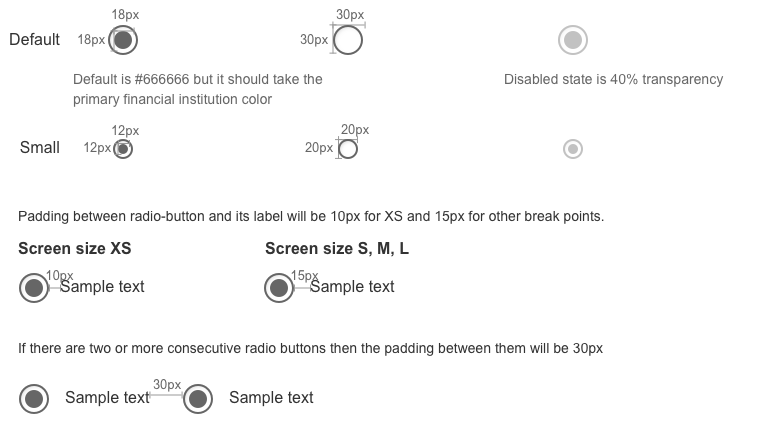 18px
30px
Default
18px
30px
Default is #666666 but it should take the
primary financial institution color
Disabled state is 40% transparency
12px
20px
Small
12px
20px
Padding between radio-button and its label will be 10px for XS and 15px for other break points.
Screen size XS
Screen size S, M, L
10px
Sample text
15px
Sample text
If there are two or more consecutive radio buttons then the padding between them will be 30px
30px
Sample text
Sample text